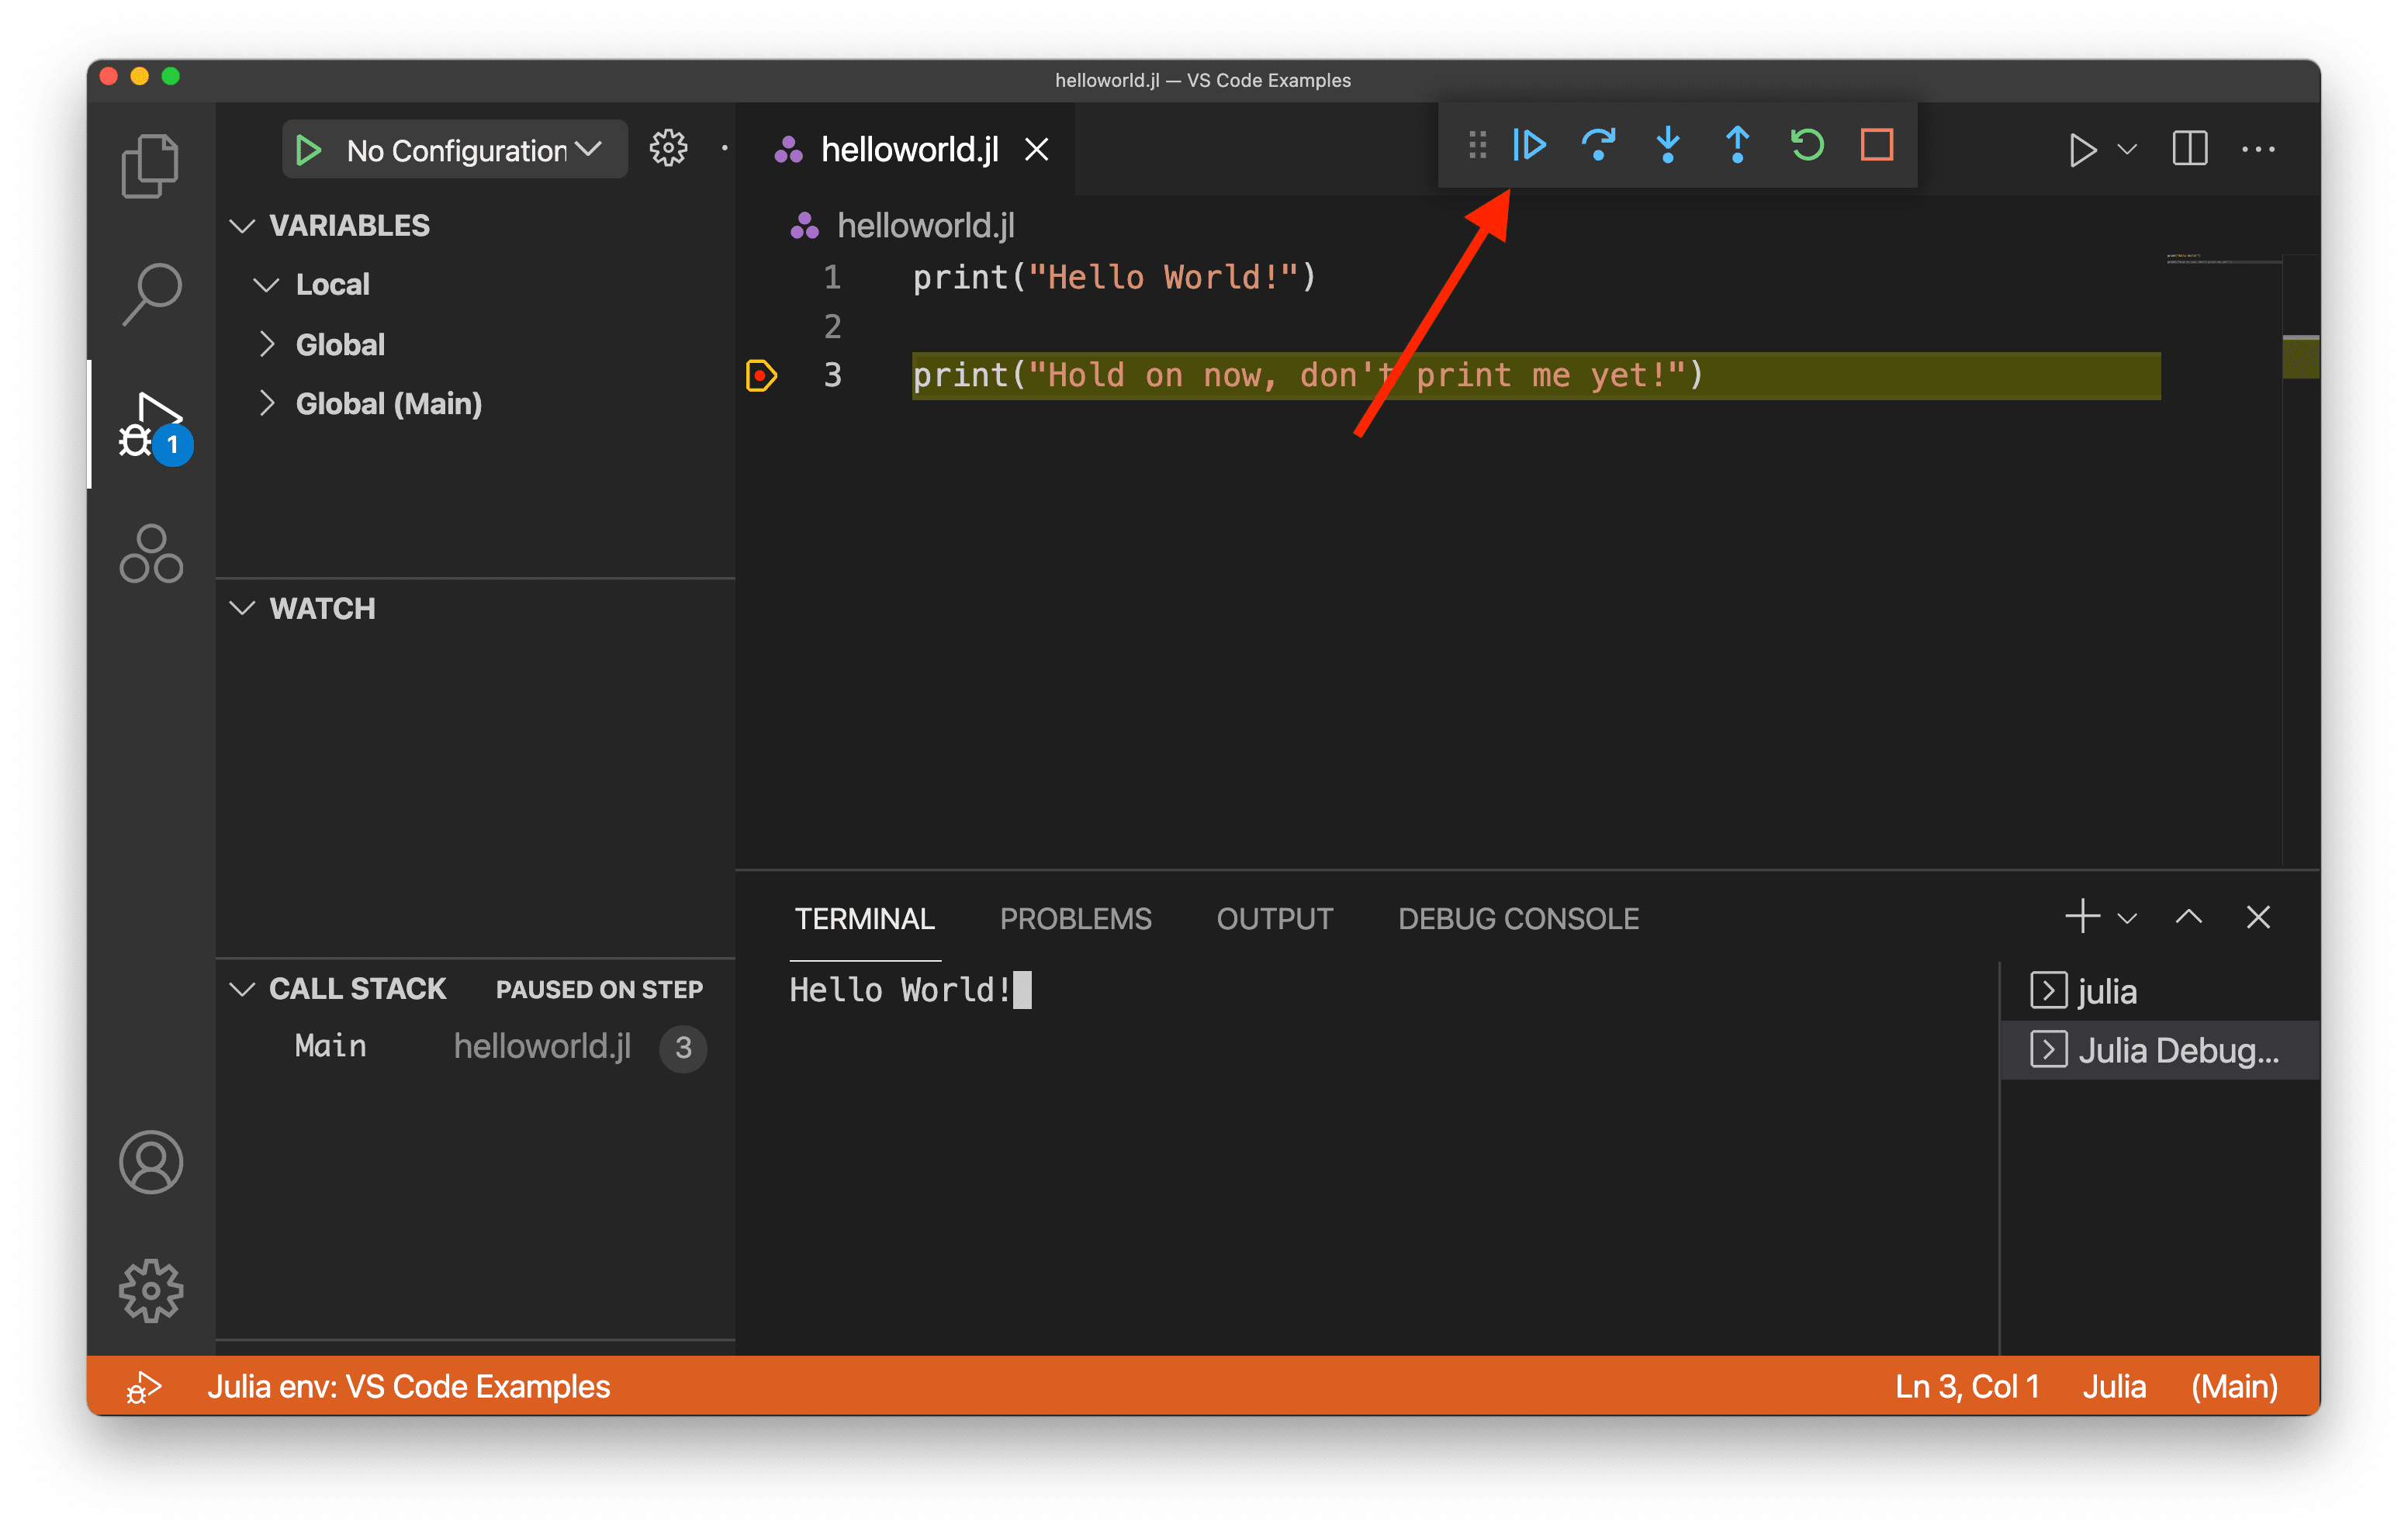 helloworld.jl — VS Code Examples
No Configuration
helloworld.jl
VARIABLES
Local
Global
Global (Main)
WATCH
CALL STACK PAUSED ON STEP
Main helloworld.jl 3
1
helloworld.jl
1 print("Hello World!")
2
3 print("Hold on now, don't print me yet!")
TERMINAL PROBLEMS OUTPUT DEBUG CONSOLE
Hello World!
julia
Julia Debug...
Julia env: VS Code Examples
Ln 3, Col 1 Julia (Main)